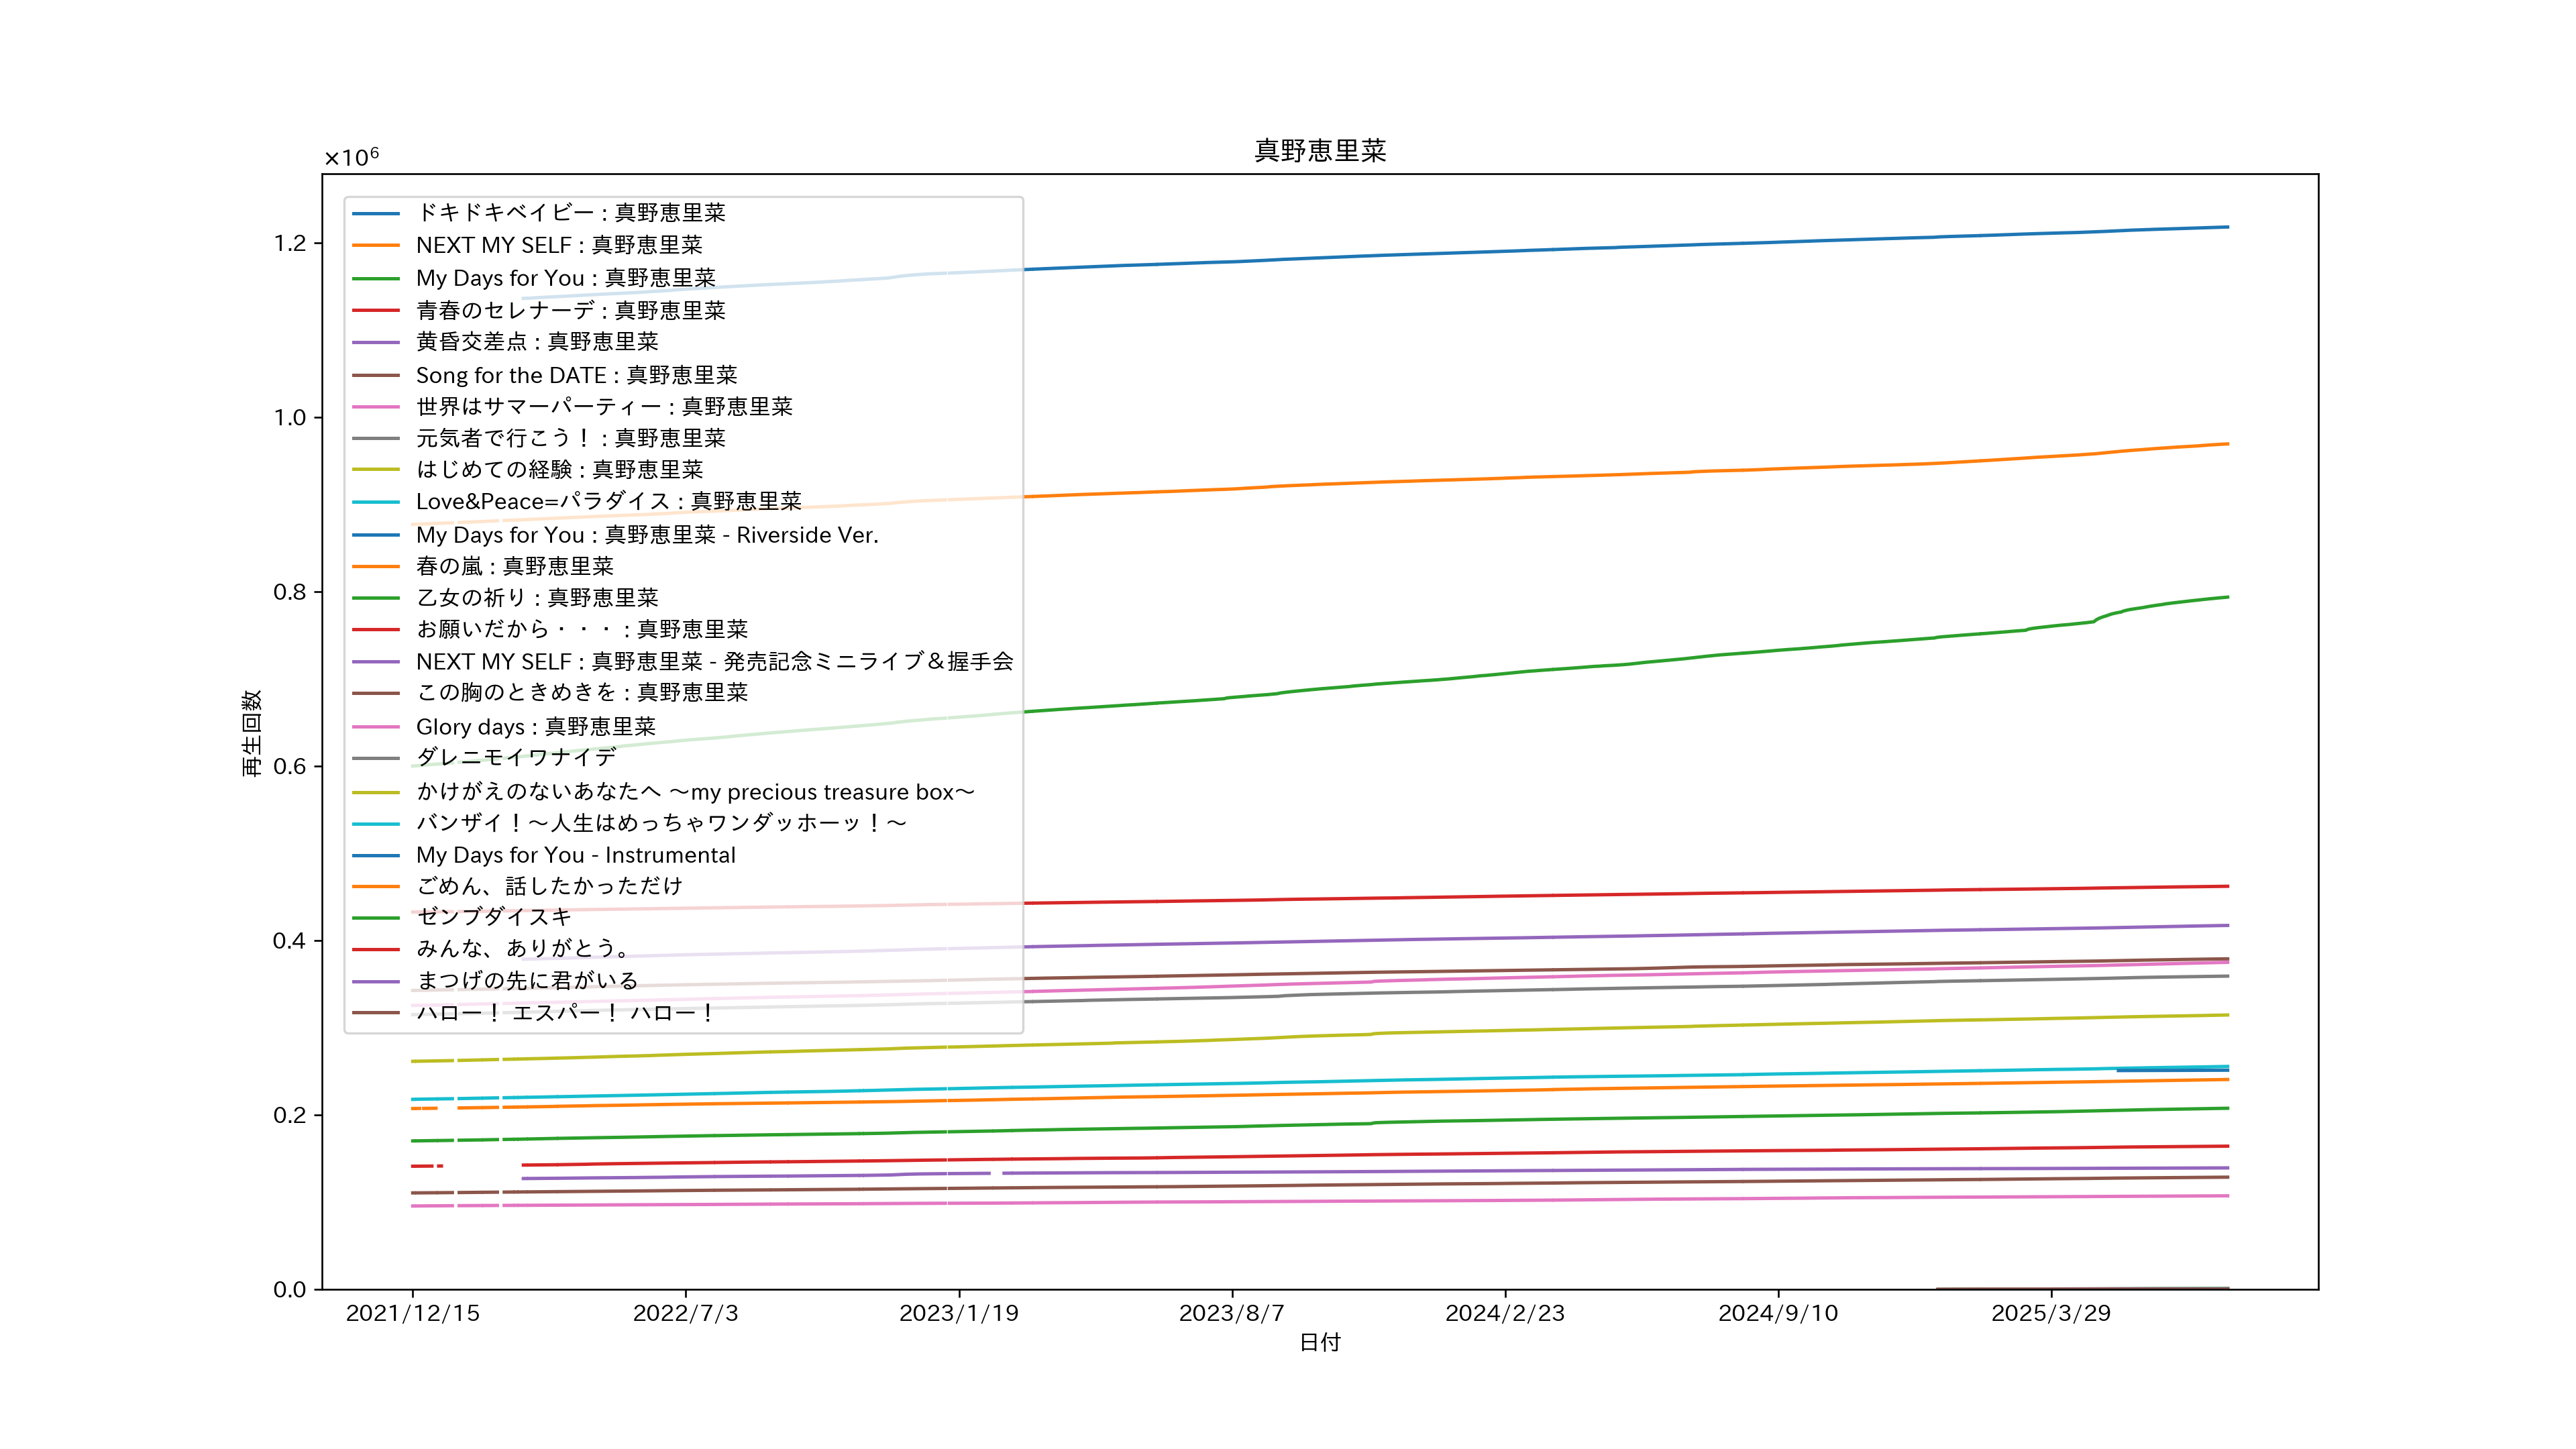 真野恵里菜
×10⁶
ドキドキベイビー : 真野恵里菜
NEXT MY SELF : 真野恵里菜
My Days for You : 真野恵里菜
青春のセレナーデ : 真野恵里菜
黄昏交差点 : 真野恵里菜
Song for the DATE : 真野恵里菜
世界はサマーパーティー : 真野恵里菜
元気者で行こう！ : 真野恵里菜
はじめての経験 : 真野恵里菜
Love&Peace=パラダイス : 真野恵里菜
My Days for You : 真野恵里菜 - Riverside Ver.
春の嵐 : 真野恵里菜
乙女の祈り : 真野恵里菜
お願いだから・・・ : 真野恵里菜
NEXT MY SELF : 真野恵里菜 - 発売記念ミニライブ＆握手会
この胸のときめきを : 真野恵里菜
Glory days : 真野恵里菜
ダレニモイワナイデ
かけがえのないあなたへ ～my precious treasure box～
バンザイ！～人生はめっちゃワンダッホーッ！～
My Days for You - Instrumental
ごめん、話したかっただけ
ゼンブダイスキ
みんな、ありがとう。
まつげの先に君がいる
ハロー！ エスパー！ ハロー！
1.2
1.0
0.8
0.6
0.4
0.2
0.0
再生回数
2021/12/15
2022/7/3
2023/1/19
2023/8/7
2024/2/23
2024/9/10
2025/3/29
日付